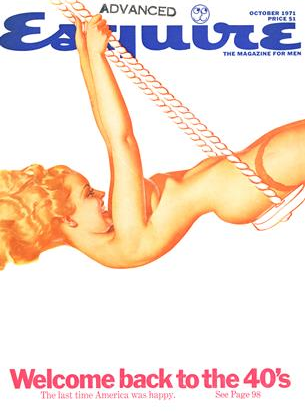 ADVANCED
Esquire
OCTOBER 1971
PRICE $1
THE MAGAZINE FOR MEN
Welcome back to the 40's
The last time America was happy. See Page 98